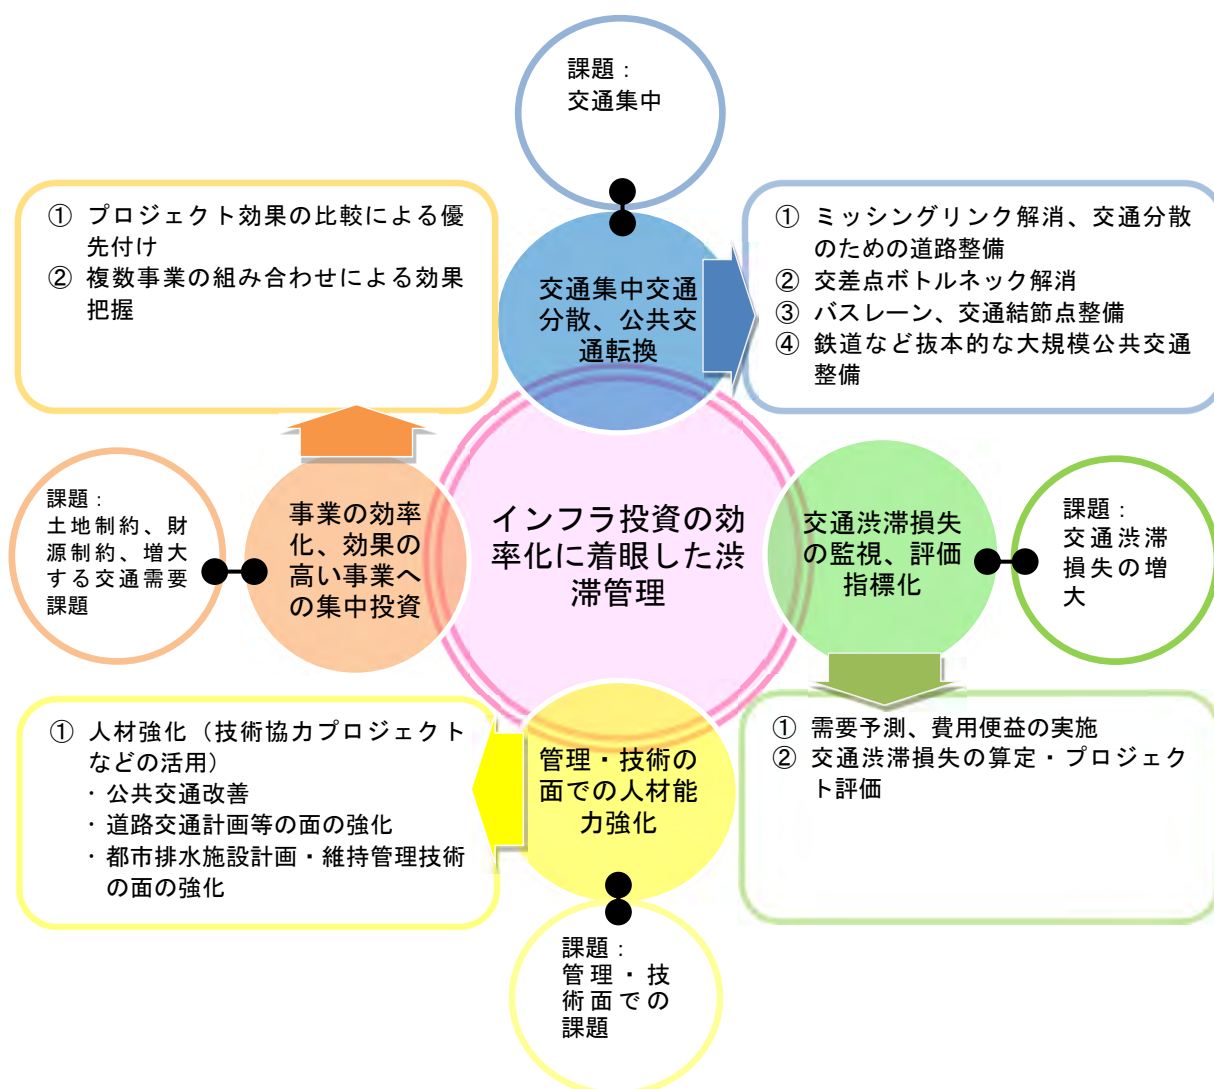 課題：
交通集中
① プロジェクト効果の比較による優
先付け
② 複数事業の組み合わせによる効果
把握
交通集中交通
分散、公共交
通転換
① ミッシングリンク解消、交通分散
のための道路整備
② 交差点ボトルネック解消
③ バスレーン、交通結節点整備
④ 鉄道など抜本的な大規模公共交通
整備
課題：
土地制約、財
源制約、増大
する交通需要
課題
事業の効率
化、効果の
高い事業へ
の集中投資
インフラ投資の効
率化に着眼した渋
滞管理
交通渋滞損失
の監視、評価
指標化
課題：
交通渋滞
損失の増
大
① 人材強化（技術協力プロジェクト
などの活用）
・公共交通改善
・道路交通計画等の面の強化
・都市排水施設計画・維持管理技術
の面の強化
管理・技術の
面での人材能
力強化
① 需要予測、費用便益の実施
② 交通渋滞損失の算定・プロジェク
ト評価
課題：
管理・技
術面での
課題